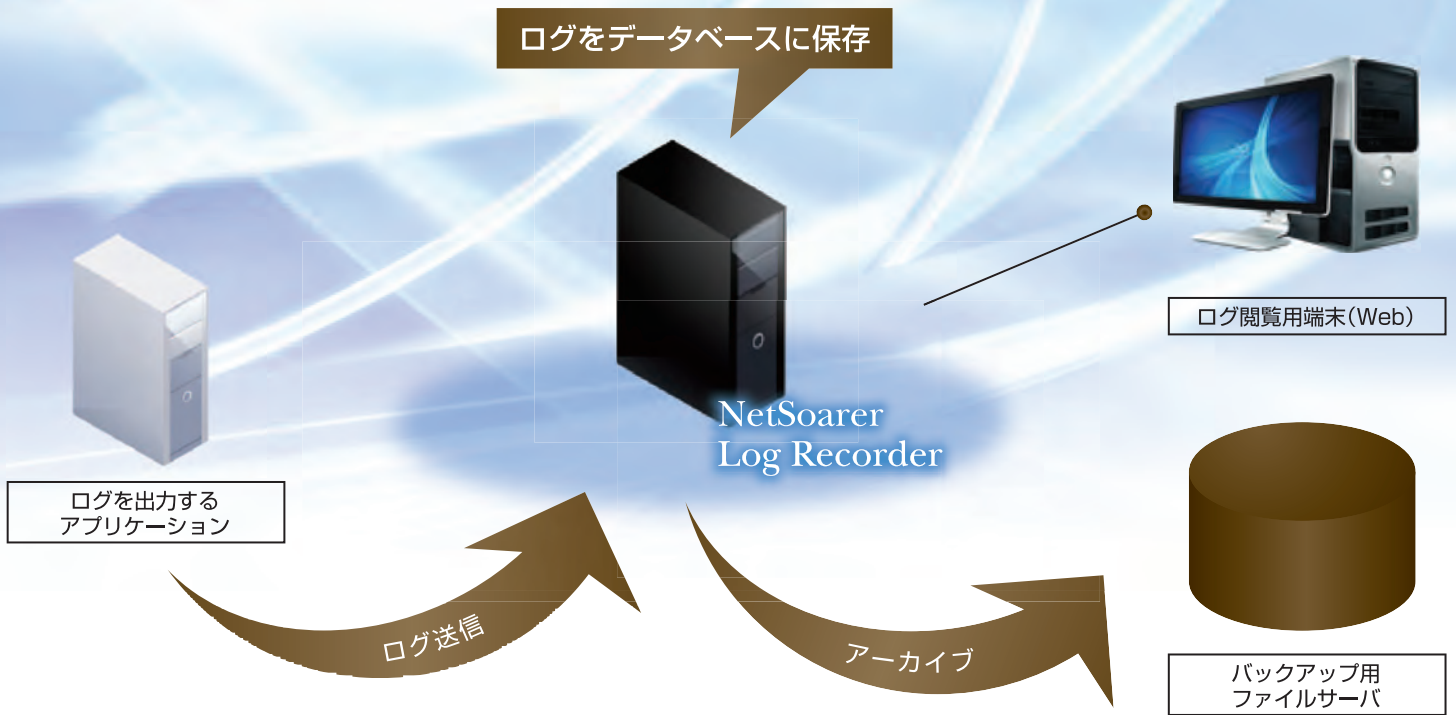 ログをデータベースに保存
ログ閲覧用端末(Web)
NetSoarer
Log Recorder
ログを出力する
アプリケーション
ログ送信
アーカイブ
バックアップ用
ファイルサーバ